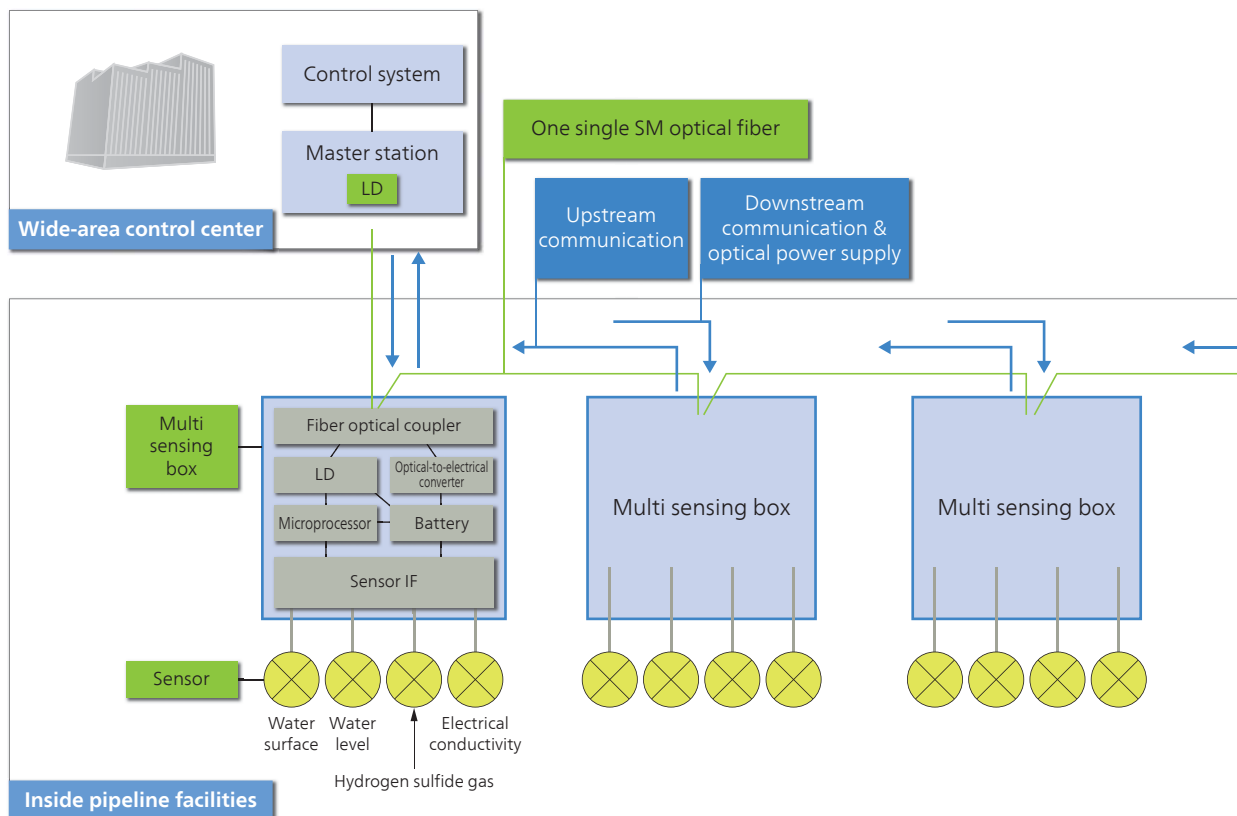 Control system
Master station
LD
Wide-area control center
One single SM optical fiber
Upstream
communication
Downstream
communication &
optical power supply
Multi
sensing
box
Fiber optical coupler
LD
Optical-to-electrical
converter
Microprocessor
Battery
Sensor IF
Multi sensing box
Multi sensing box
Sensor
Water
surface
Water
level
Electrical
conductivity
Hydrogen sulfide gas
Inside pipeline facilities